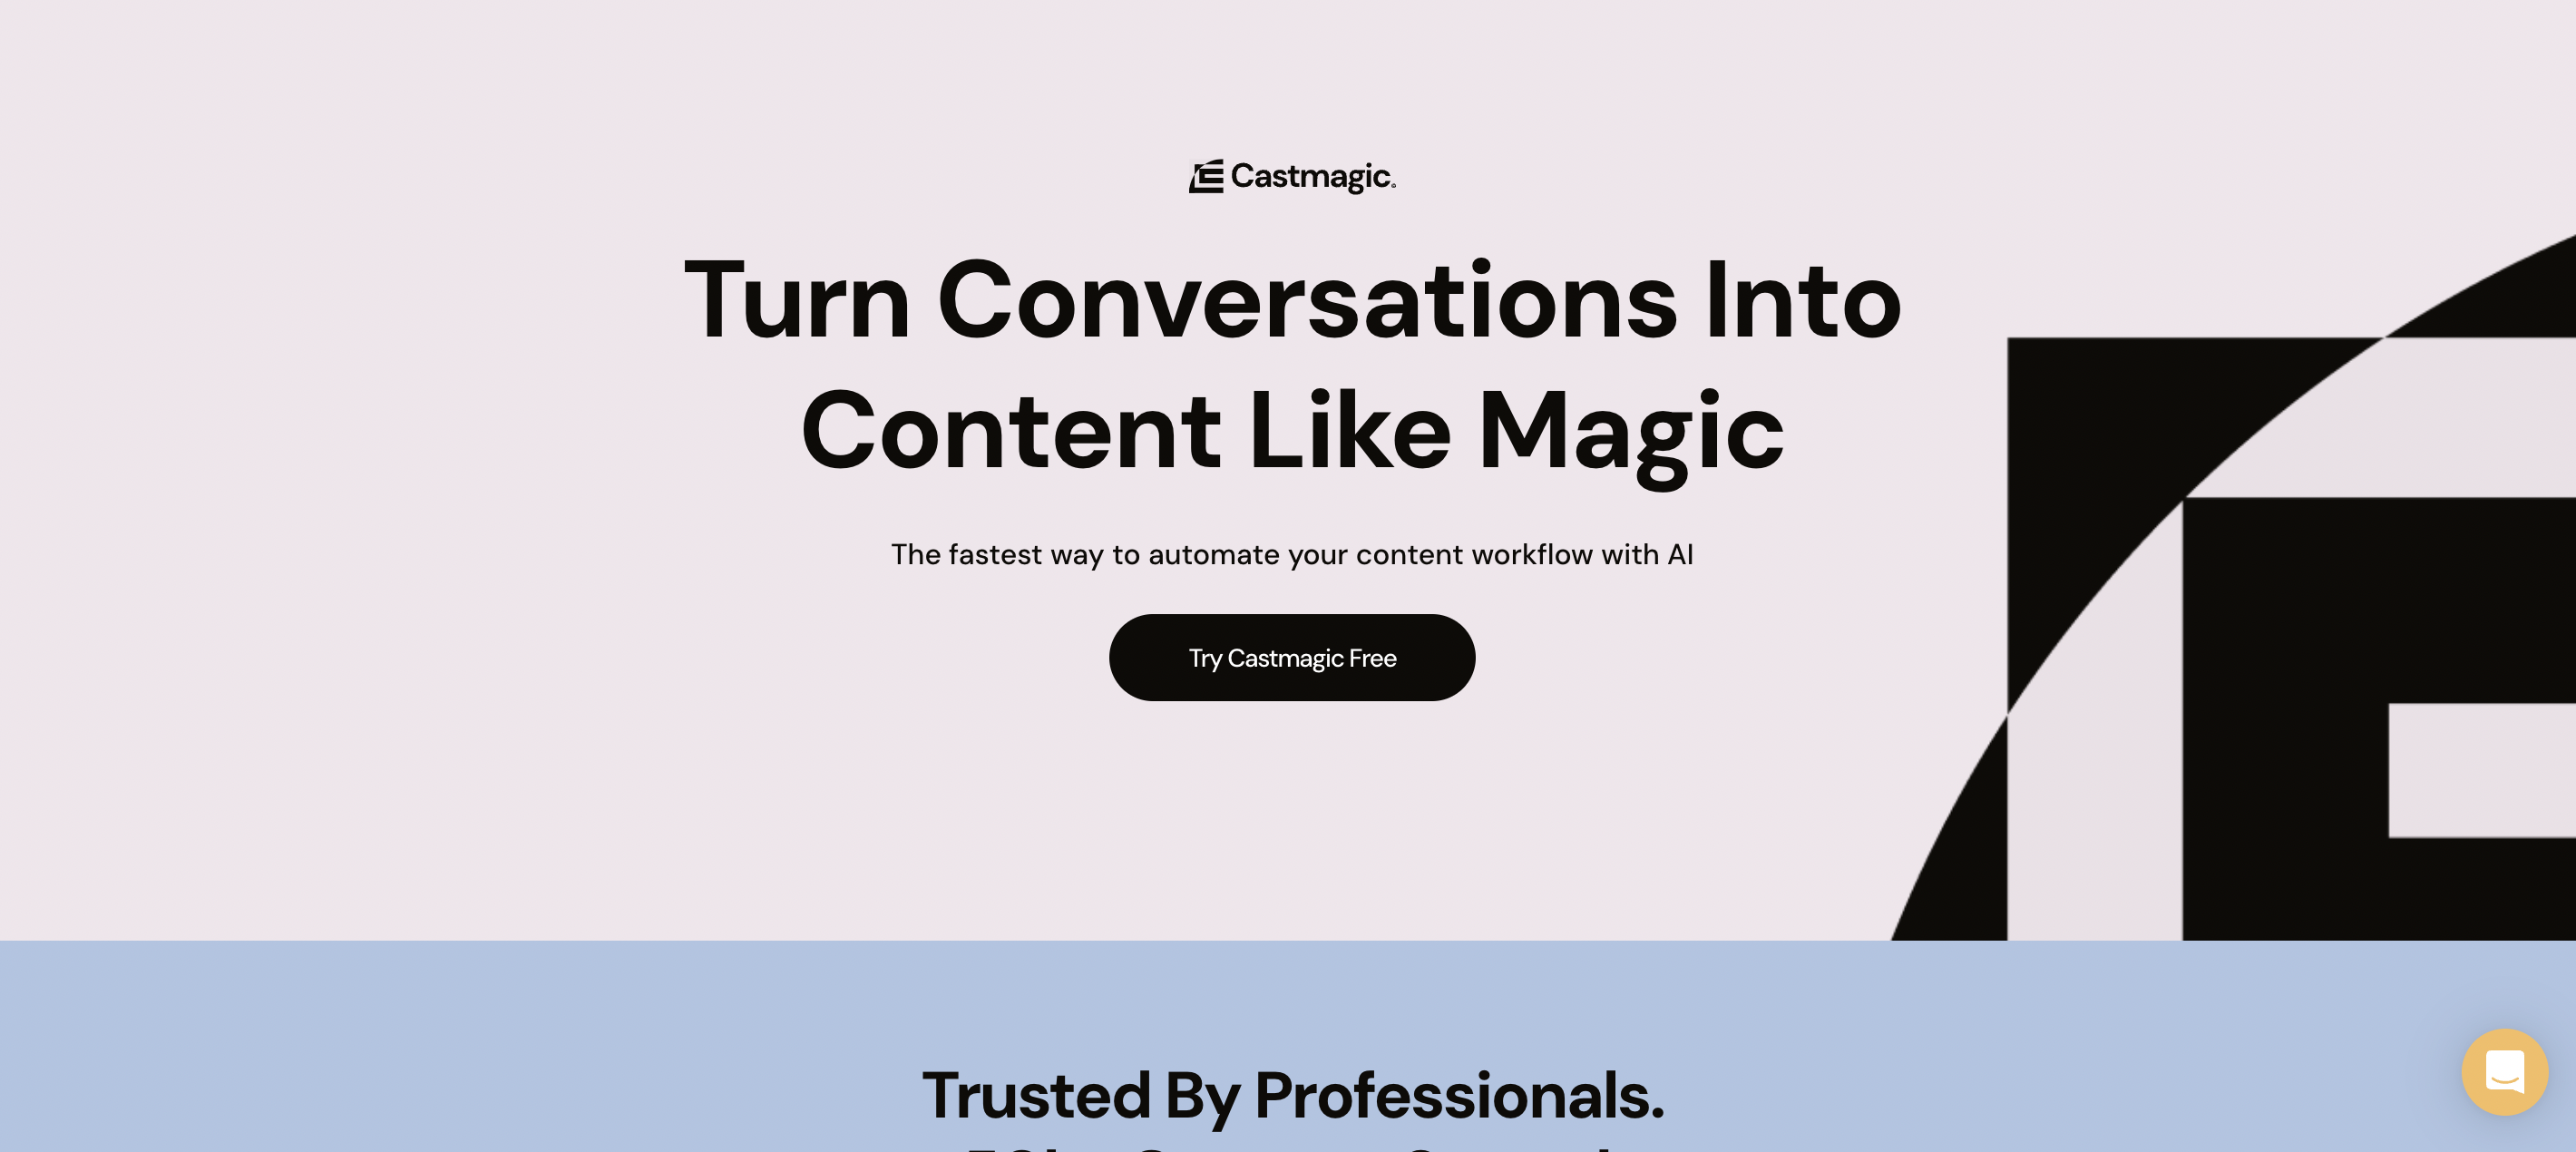 Castmagic
Turn Conversations Into
Content Like Magic
The fastest way to automate your content workflow with AI
Try Castmagic Free
Trusted By Professionals.